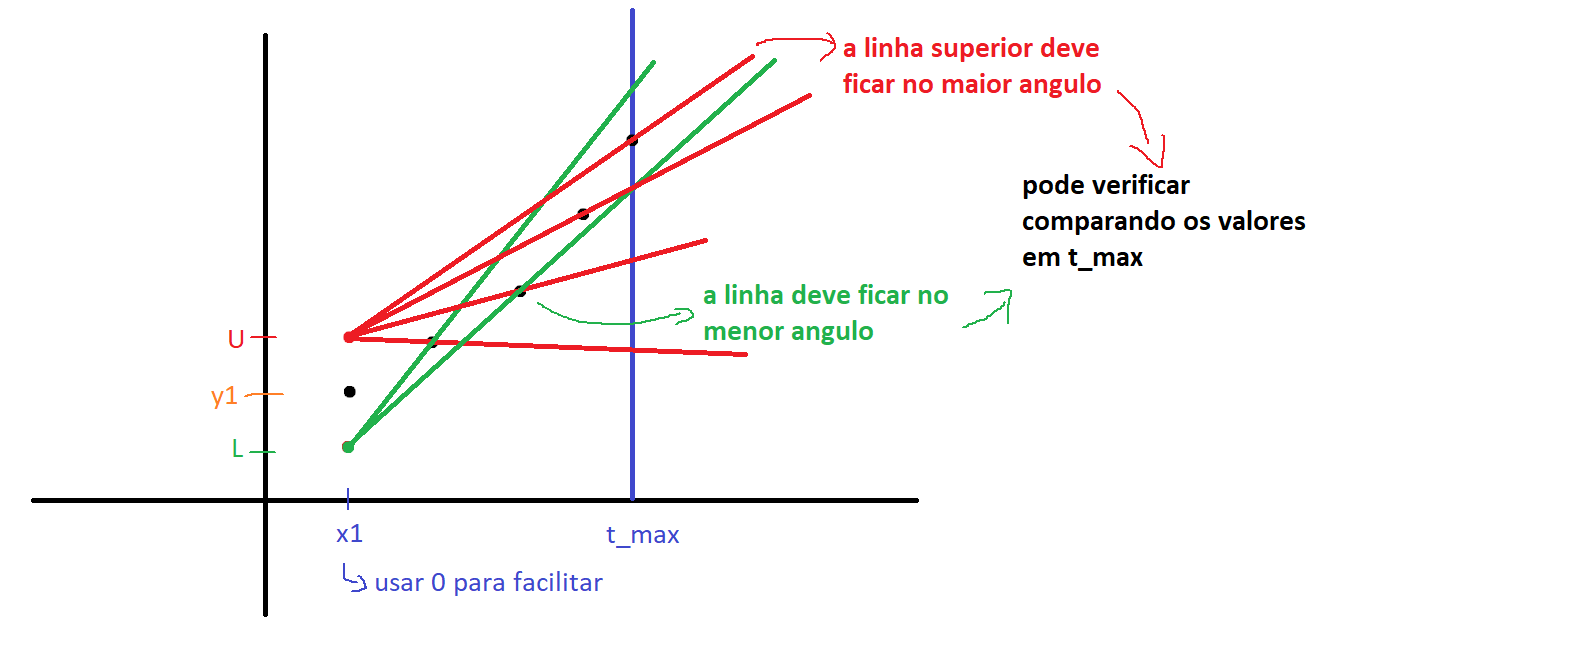 a linha superior deve
ficar no maior angulo
pode verificar
comparando os valores
em t_max
a linha deve ficar no
menor angulo
U
y1
L
x1
t_max
usar 0 para facilitar